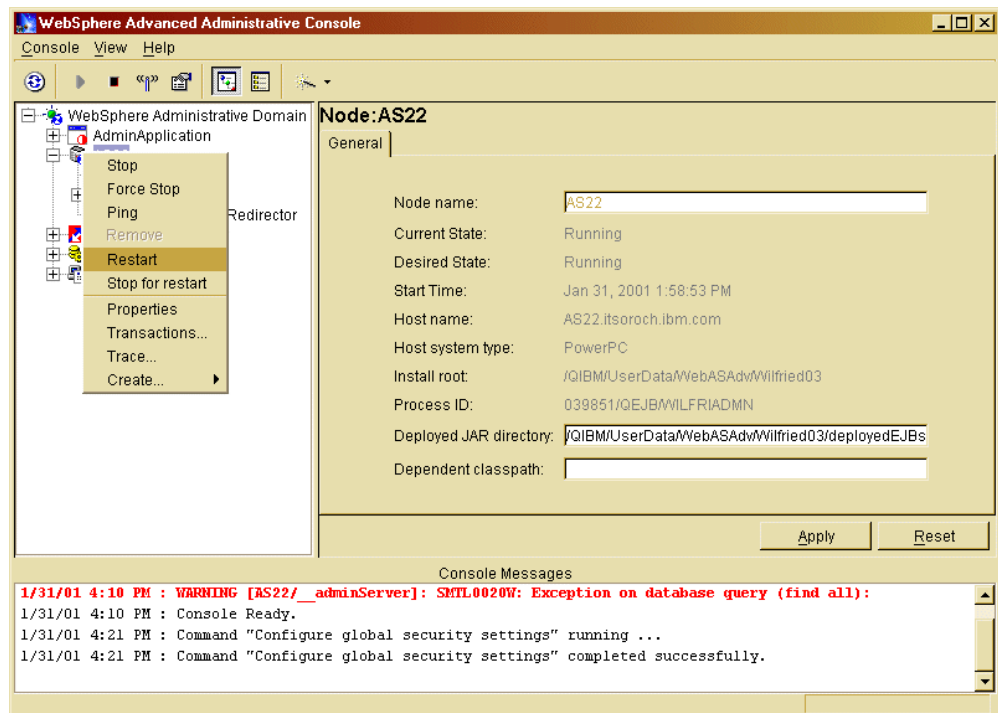 WebSphere Advanced Administrative Console
Console View Help
WebSphere Administrative Domain
AdminApplication
Stop
Force Stop
Ping
Redirector
Remove
Restart
Stop for restart
Properties
Transactions...
Trace...
Create...
Node:AS22
General
Node name: AS22
Current State: Running
Desired State: Running
Start Time: Jan 31, 2001 1:58:53 PM
Host name: AS22.itsoroch.ibm.com
Host system type: PowerPC
Install root: /QIBM/UserData/WebASAdv/Wilfried03
Process ID: 039851/QEJB/WILFRIADMN
Deployed JAR directory: /QIBM/UserData/WebASAdv/Wilfried03/deployedEJBs
Dependent classpath:
Apply Reset
Console Messages
1/31/01 4:10 PM : WARNING [AS22/__adminServer]: SMTL0020W: Exception on database query (find all):
1/31/01 4:10 PM : Console Ready.
1/31/01 4:21 PM : Command "Configure global security settings" running ...
1/31/01 4:21 PM : Command "Configure global security settings" completed successfully.